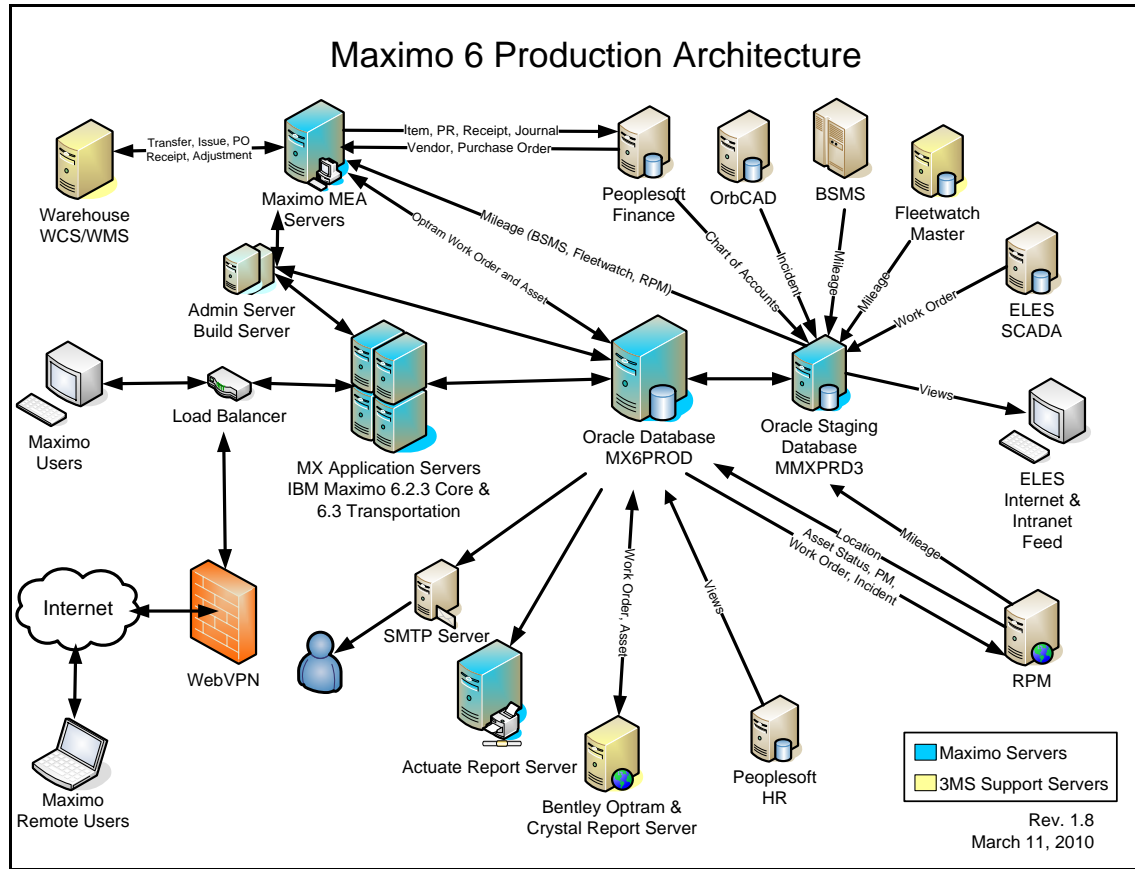 Maximo 6 Production Architecture
Transfer, Issue, PO
Receipt, Adjustment
Item, PR, Receipt, Journal
Vendor, Purchase Order
Warehouse
WCS/WMS
Maximo MEA
Servers
Peoplesoft
Finance
OrbCAD
BSMS
Fleetwatch
Master
Optram Work Order and Asset
Mileage (BSMS, Fleetwatch, RPM)
Chart of Accounts
Incident
Mileage
Mileage
Work Order
ELES
SCADA
Admin Server
Build Server
Maximo
Users
Load Balancer
MX Application Servers
IBM Maximo 6.2.3 Core &
6.3 Transportation
Oracle Database
MX6PROD
Oracle Staging
Database
MMXPRD3
Views
ELES
Internet &
Intranet
Feed
Location
Asset Status, PM,
Work Order, Incident
Mileage
Internet
WebVPN
SMTP Server
Work Order, Asset
Views
RPM
Maximo
Remote Users
Actuate Report Server
Bentley Optram &
Crystal Report Server
Peoplesoft
HR
Maximo Servers
3MS Support Servers
Rev. 1.8
March 11, 2010